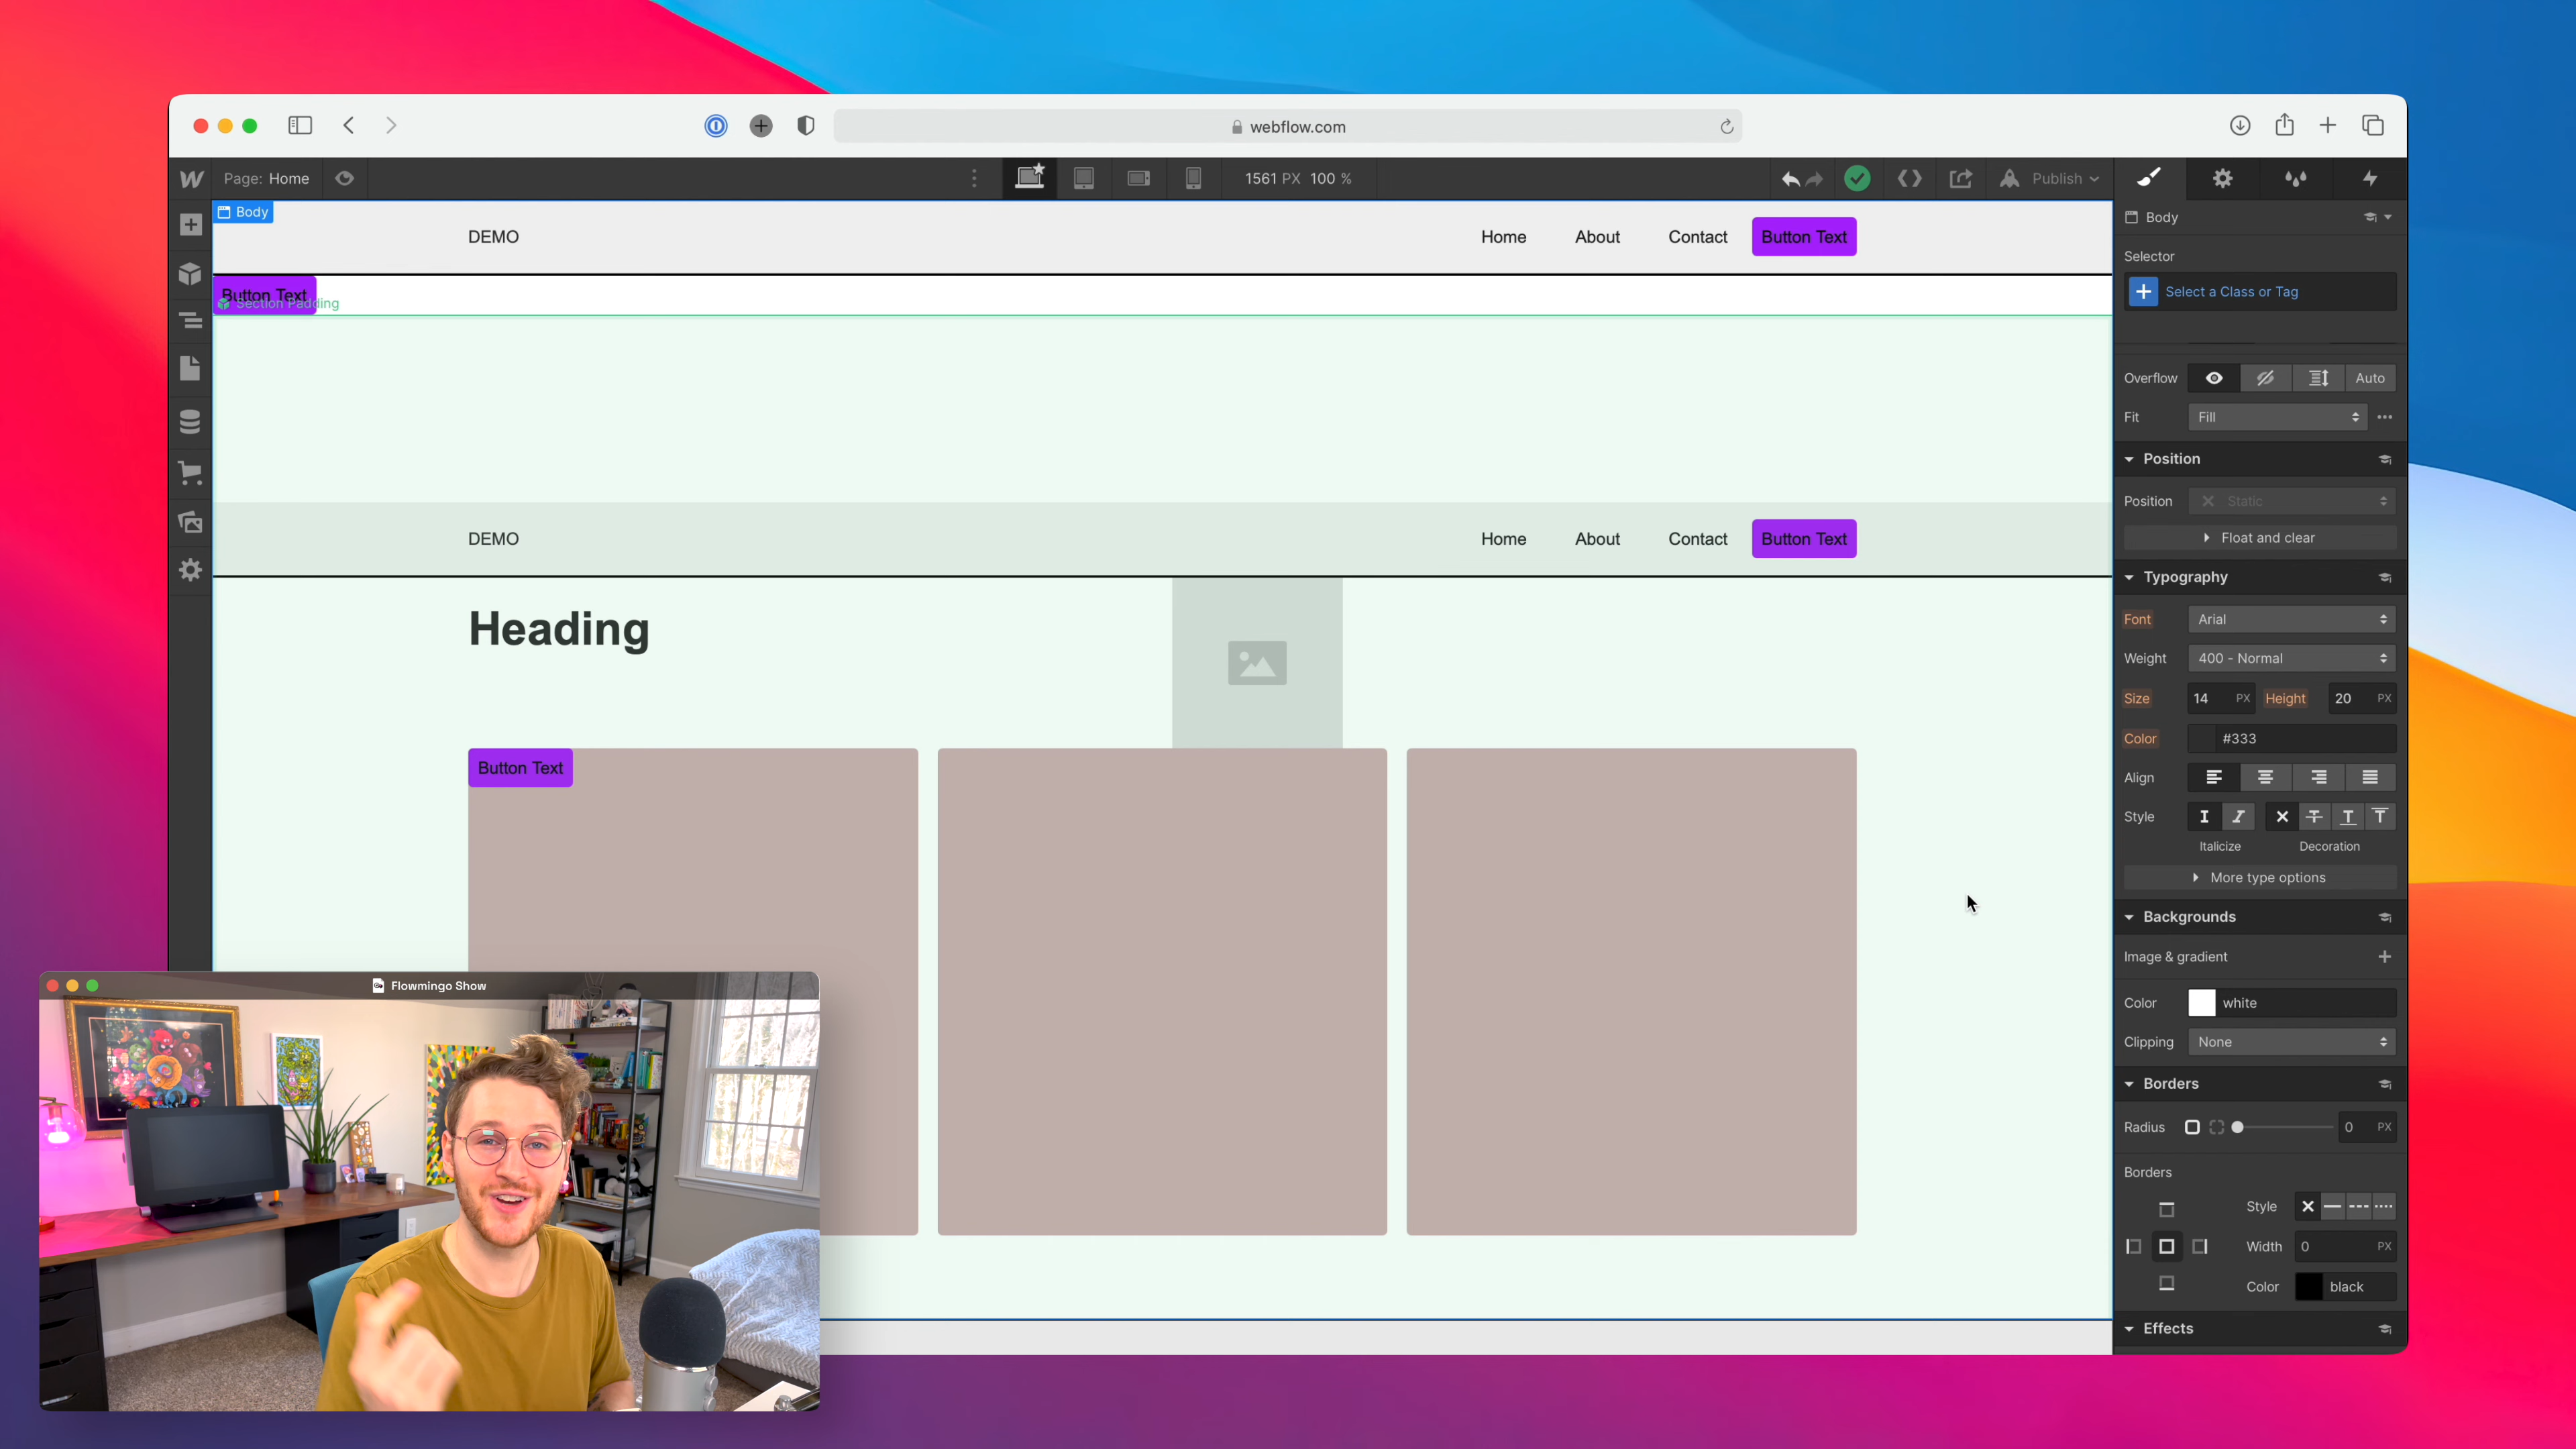 webflow.com
Page: Home
1561 PX 100 %
Publish
Body
DEMO
Home About Contact Button Text
Button Text
Section Padding
DEMO
Home About Contact Button Text
Heading
Button Text
Flowmingo Show
Body
Selector
Select a Class or Tag
Overflow Auto
Fit Fill
Position
Position Static
Float and clear
Typography
Font Arial
Weight 400 - Normal
Size 14 PX Height 20 PX
Color #333
Align
Style
Italicize Decoration
More type options
Backgrounds
Image & gradient
Color white
Clipping None
Borders
Radius 0 PX
Borders
Style
Width 0 PX
Color black
Effects